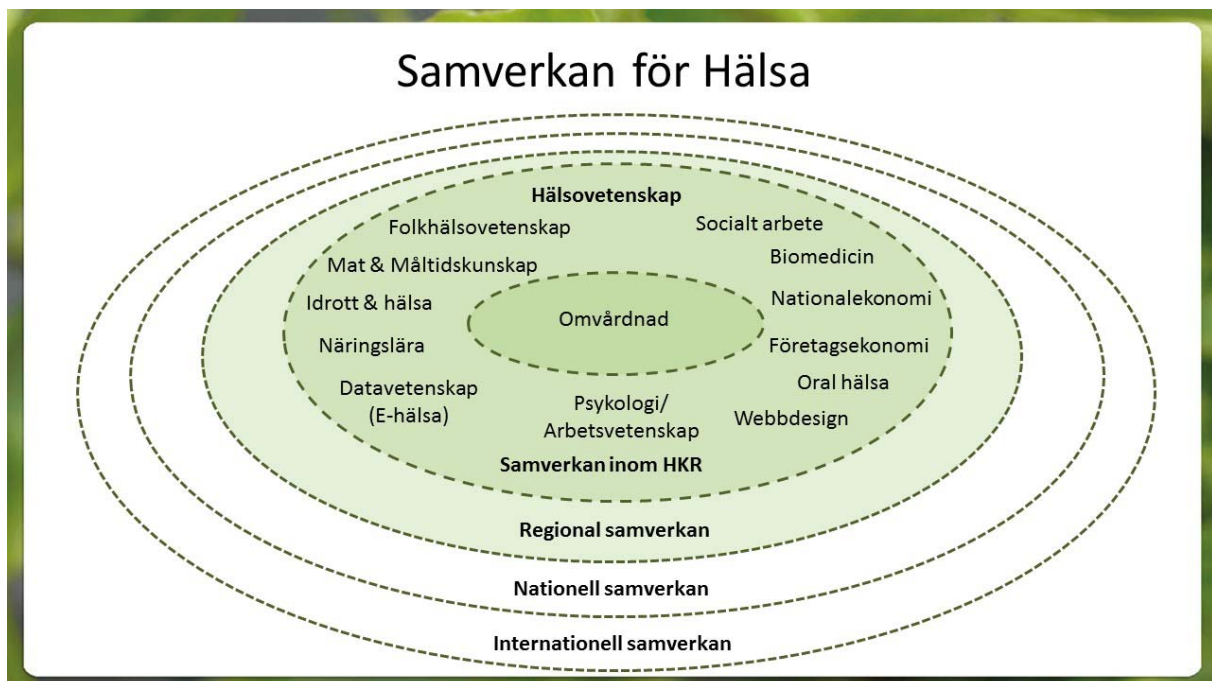 Samverkan för Hälsa
Hälsovetenskap
Folkhälsovetenskap
Socialt arbete
Mat & Måltidskunskap
Biomedicin
Idrott & hälsa
Nationalekonomi
Omvårdnad
Näringslära
Företagsekonomi
Datavetenskap
(E-hälsa)
Oral hälsa
Psykologi/
Arbetsvetenskap
Webbdesign
Samverkan inom HKR
Regional samverkan
Nationell samverkan
Internationell samverkan